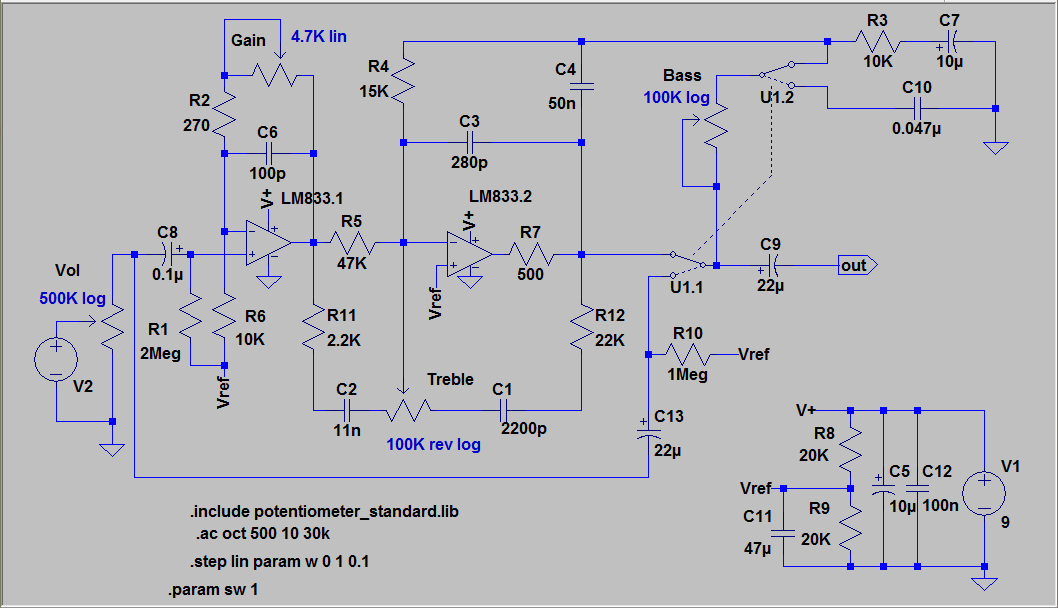 Gain
4.7K lin
R2
270
C6
100p
V+
LM833.1
R4
15K
C3
280p
C4
50n
LM833.2
V+
R3
10K
C7
+
10µ
Bass
100K log
U1.2
C10
0.047µ
C8
+
0.1µ
Vol
500K log
V2
R1
2Meg
R6
10K
Vref
R5
47K
Vref
R7
500
U1.1
C9
+
22µ
out
R11
2.2K
R12
22K
R10
1Meg
Vref
C2
11n
Treble
100K rev log
C1
2200p
C13
+
22µ
V+
R8
20K
Vref
C11
47µ
R9
20K
C5
+
10µ
C12
100n
V1
9
.include potentiometer_standard.lib
.ac oct 500 10 30k
.step lin param w 0 1 0.1
.param sw 1